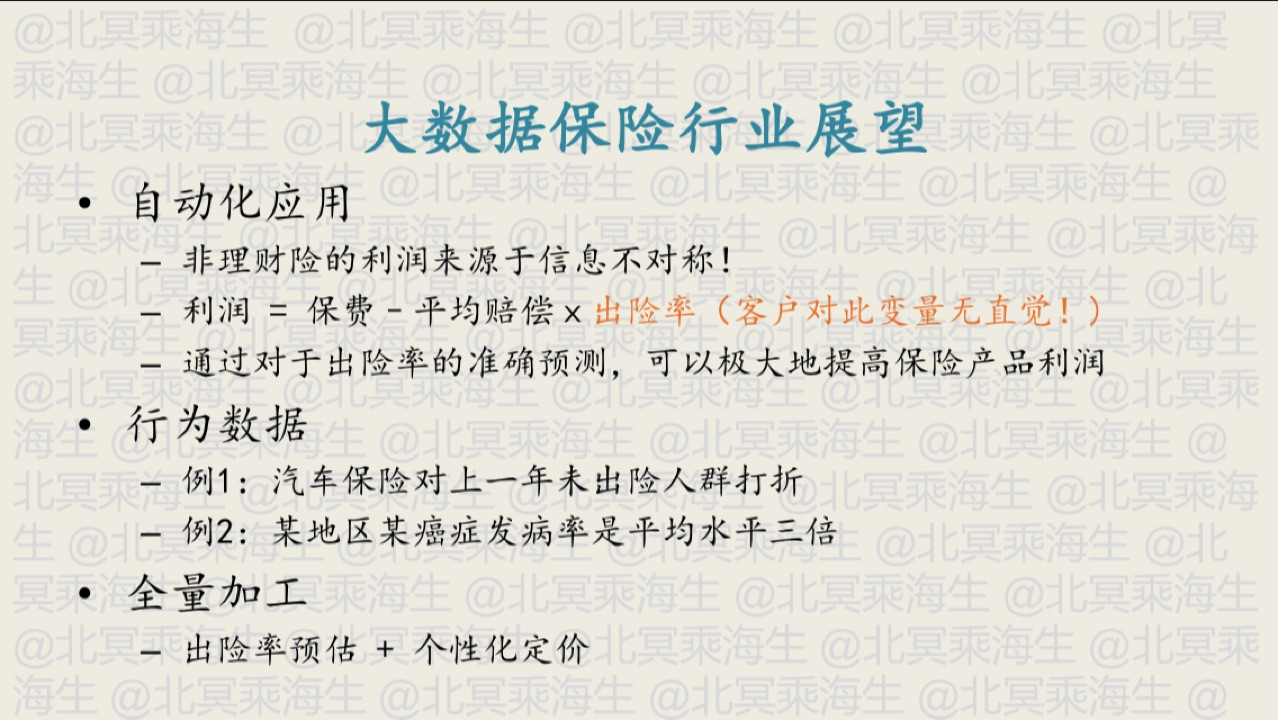 大数据保险行业展望
• 自动化应用
– 非理财险的利润来源于信息不对称！
– 利润 = 保费 – 平均赔偿 x 出险率（客户对此变量无直觉！）
– 通过对于出险率的准确预测，可以极大地提高保险产品利润
• 行为数据
– 例1：汽车保险对上一年未出险人群打折
– 例2：某地区某癌症发病率是平均水平三倍
• 全量加工
– 出险率预估 + 个性化定价
@北冥乘海生